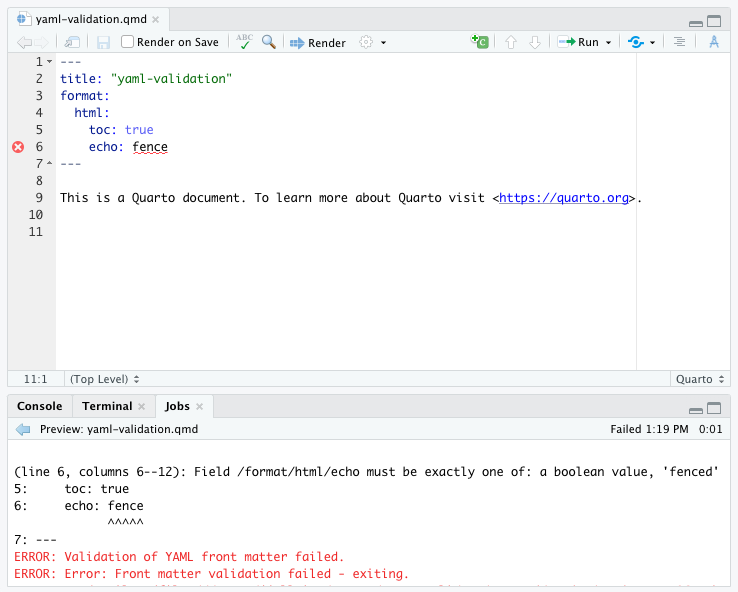 yaml-validation.qmd
Render on Save ABC Render C Run A
1 ---
2 title: "yaml-validation"
3 format:
4   html:
5     toc: true
6     echo: fence
7 ---
8
9 This is a Quarto document. To learn more about Quarto visit <https://quarto.org>.
10
11
11:1 (Top Level) Quarto
Console Terminal Jobs
Preview: yaml-validation.qmd Failed 1:19 PM 0:01
(line 6, columns 6--12): Field /format/html/echo must be exactly one of: a boolean value, 'fenced'
5:     toc: true
6:     echo: fence
             ^^^^^
7: ---
ERROR: Validation of YAML front matter failed.
ERROR: Error: Front matter validation failed - exiting.